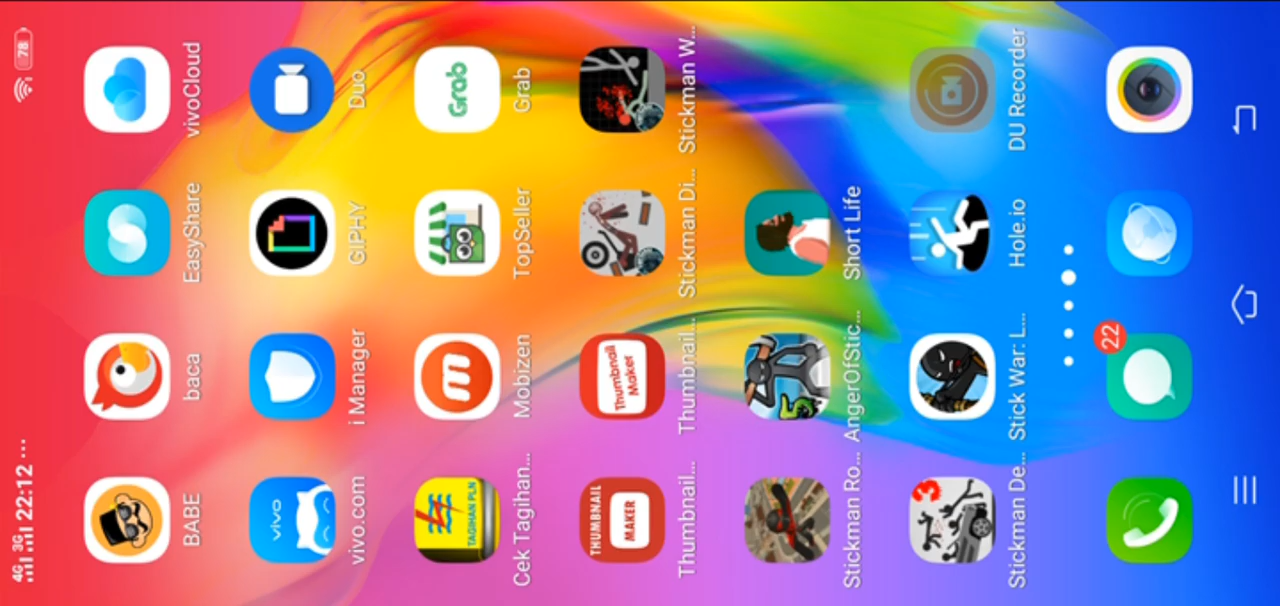 4G 3G 22:12 ... 78
BABE baca EasyShare vivoCloud
vivo
vivo.com i Manager GIPHY Duo
TAGIHAN PLN
m
Grab
Cek Tagihan... Mobizen TopSeller Grab
THUMBNAIL MAKER
Thumbnail Maker
Thumbnail... Thumbnail... Stickman Di... Stickman W...
Stickman Ro... AngerOfStic... Short Life
3
Stickman De... Stick War: L... Hole.io DU Recorder
22